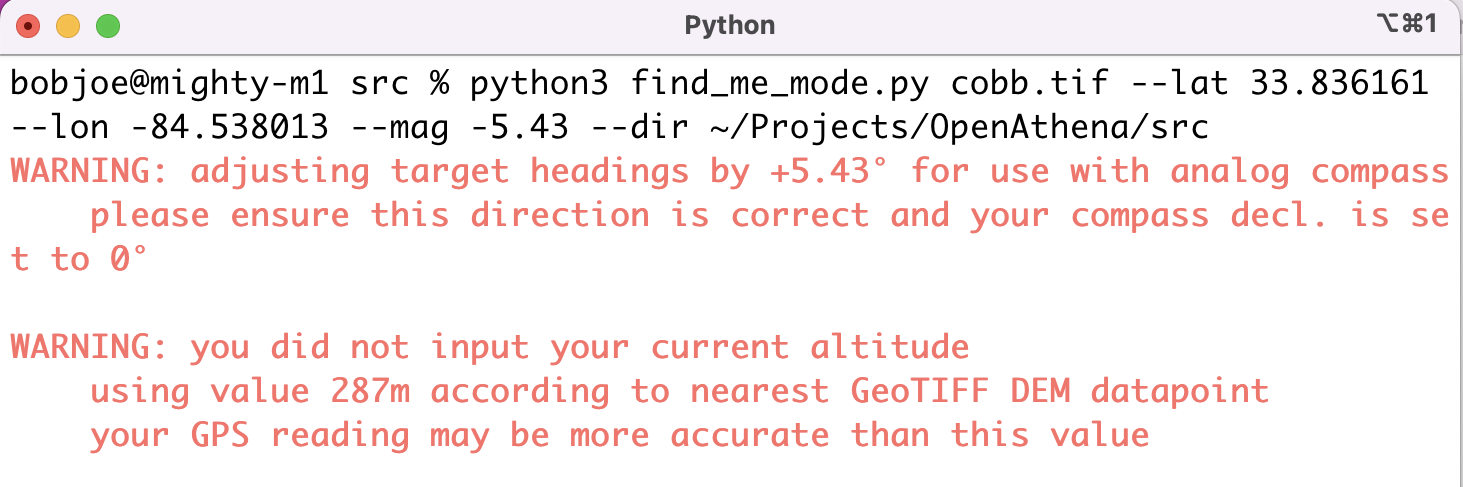 Python
⌥⌘1
bobjoe@mighty-m1 src % python3 find_me_mode.py cobb.tif --lat 33.836161
--lon -84.538013 --mag -5.43 --dir ~/Projects/OpenAthena/src
WARNING: adjusting target headings by +5.43° for use with analog compass
    please ensure this direction is correct and your compass decl. is se
t to 0°

WARNING: you did not input your current altitude
    using value 287m according to nearest GeoTIFF DEM datapoint
    your GPS reading may be more accurate than this value